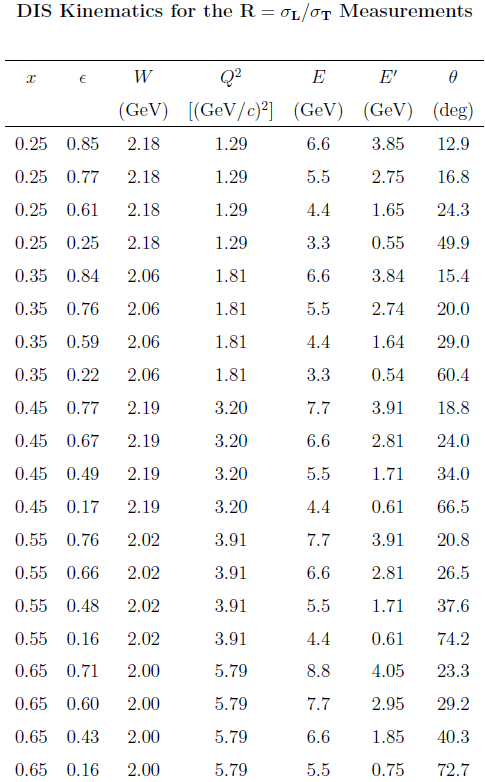 DIS Kinematics for the R = σL/σT Measurements
x ϵ W Q² E E′ θ
(GeV) [(GeV/c)²] (GeV) (GeV) (deg)
0.25 0.85 2.18 1.29 6.6 3.85 12.9
0.25 0.77 2.18 1.29 5.5 2.75 16.8
0.25 0.61 2.18 1.29 4.4 1.65 24.3
0.25 0.25 2.18 1.29 3.3 0.55 49.9
0.35 0.84 2.06 1.81 6.6 3.84 15.4
0.35 0.76 2.06 1.81 5.5 2.74 20.0
0.35 0.59 2.06 1.81 4.4 1.64 29.0
0.35 0.22 2.06 1.81 3.3 0.54 60.4
0.45 0.77 2.19 3.20 7.7 3.91 18.8
0.45 0.67 2.19 3.20 6.6 2.81 24.0
0.45 0.49 2.19 3.20 5.5 1.71 34.0
0.45 0.17 2.19 3.20 4.4 0.61 66.5
0.55 0.76 2.02 3.91 7.7 3.91 20.8
0.55 0.66 2.02 3.91 6.6 2.81 26.5
0.55 0.48 2.02 3.91 5.5 1.71 37.6
0.55 0.16 2.02 3.91 4.4 0.61 74.2
0.65 0.71 2.00 5.79 8.8 4.05 23.3
0.65 0.60 2.00 5.79 7.7 2.95 29.2
0.65 0.43 2.00 5.79 6.6 1.85 40.3
0.65 0.16 2.00 5.79 5.5 0.75 72.7